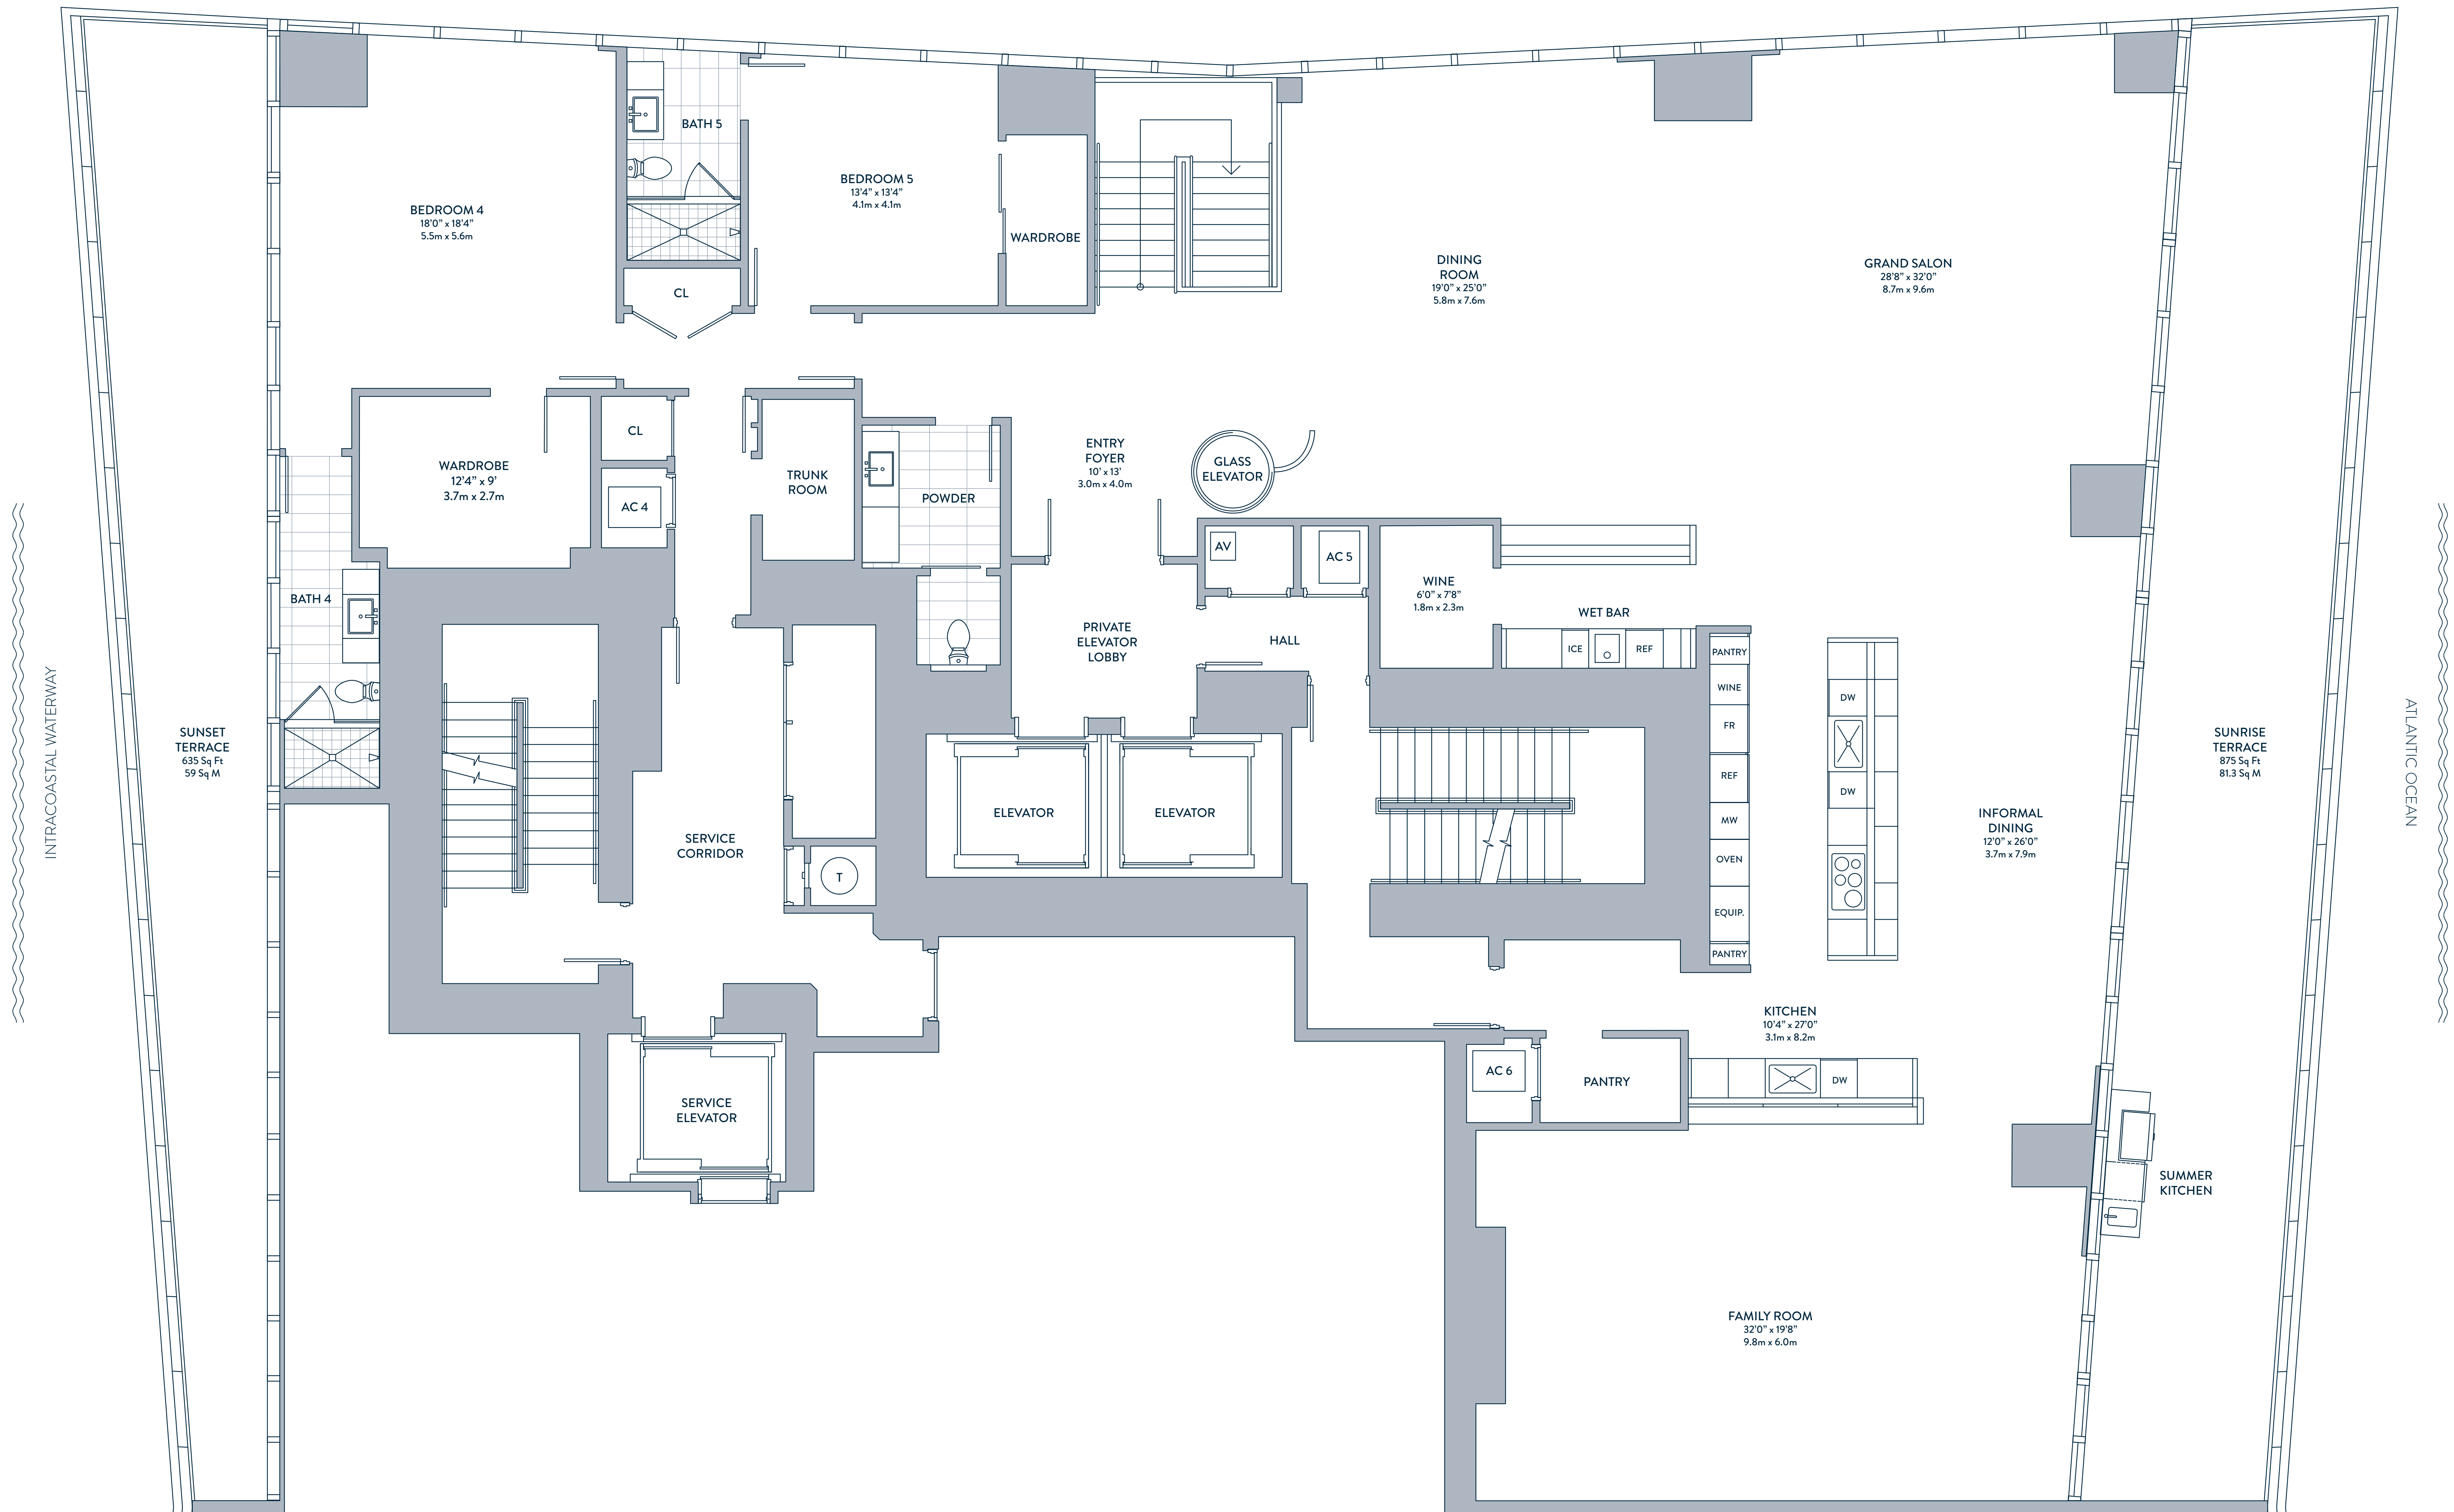 BATH 5
BEDROOM 4
18'0" x 18'4"
5.5m x 5.6m
BEDROOM 5
13'4" x 13'4"
4.1m x 4.1m
WARDROBE
CL
DINING
ROOM
19'0" x 25'0"
5.8m x 7.6m
GRAND SALON
28'8" x 32'0"
8.7m x 9.6m
WARDROBE
12'4" x 9'
3.7m x 2.7m
CL
AC 4
TRUNK
ROOM
POWDER
ENTRY
FOYER
10' x 13'
3.0m x 4.0m
GLASS
ELEVATOR
AV
AC 5
WINE
6'0" x 7'8"
1.8m x 2.3m
WET BAR
ICE
REF
BATH 4
PRIVATE
ELEVATOR
LOBBY
HALL
PANTRY
WINE
FR
REF
MW
OVEN
EQUIP.
PANTRY
DW
DW
INTRACOASTAL WATERWAY
SUNSET
TERRACE
635 Sq Ft
59 Sq M
SERVICE
CORRIDOR
T
ELEVATOR
ELEVATOR
INFORMAL
DINING
12'0" x 26'0"
3.7m x 7.9m
SUNRISE
TERRACE
875 Sq Ft
81.3 Sq M
ATLANTIC OCEAN
KITCHEN
10'4" x 27'0"
3.1m x 8.2m
AC 6
PANTRY
DW
SERVICE
ELEVATOR
SUMMER
KITCHEN
FAMILY ROOM
32'0" x 19'8"
9.8m x 6.0m